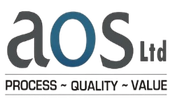 aos Ltd
PROCESS ~ QUALITY ~ VALUE